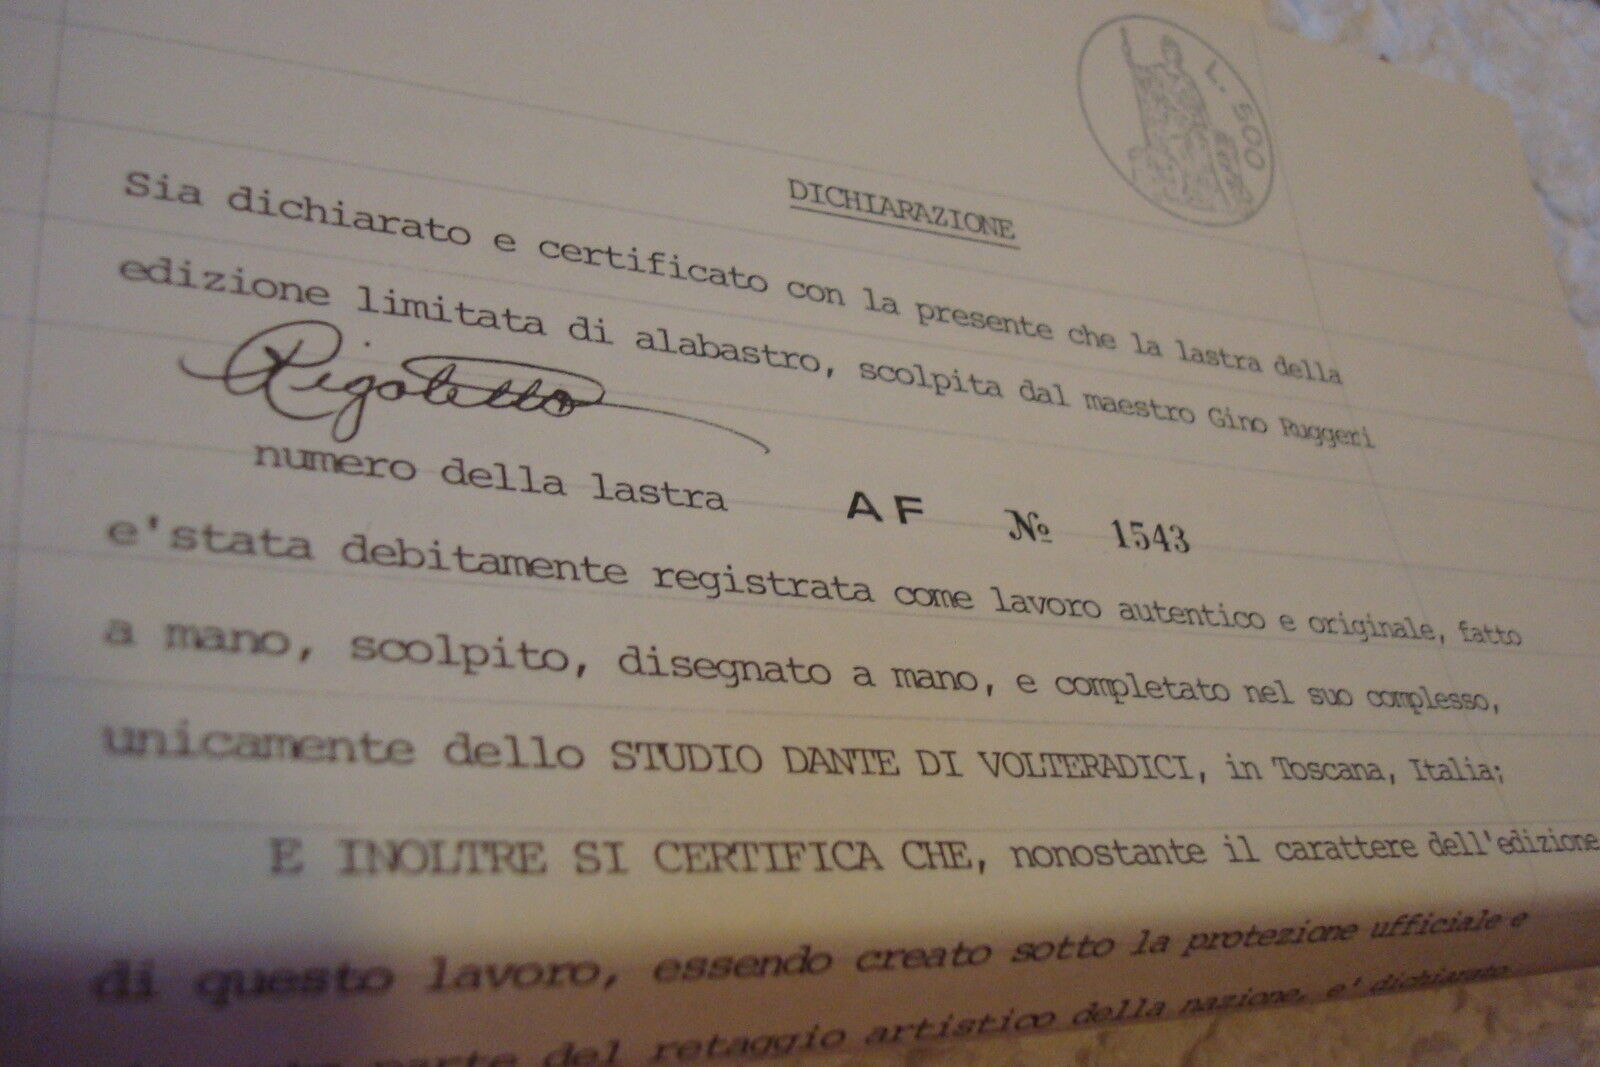 L. 500
DICHIARAZIONE
Sia dichiarato e certificato con la presente che la lastra della
edizione limitata di alabastro, scolpita dal maestro Gino Ruggeri
Rigoletto
numero della lastra AF № 1543
e'stata debitamente registrata come lavoro autentico e originale, fatto
a mano, scolpito, disegnato a mano, e completato nel suo complesso,
unicamente dello STUDIO DANTE DI VOLTERADICI, in Toscana, Italia;
E INOLTRE SI CERTIFICA CHE, nonostante il carattere dell'edizione
di questo lavoro, essendo creato sotto la protezione ufficiale e
parte del retaggio artistico della nazione, e' dichiarato